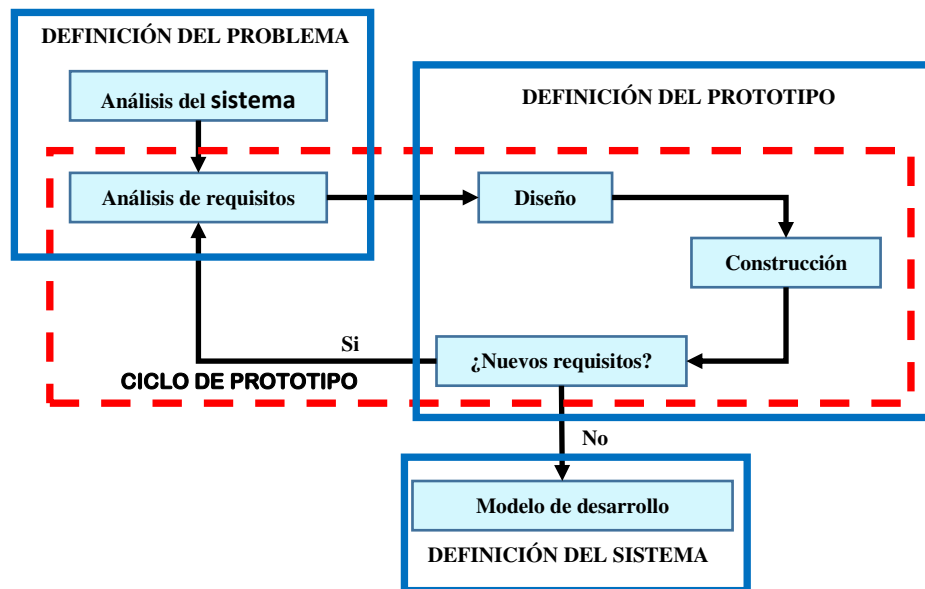 DEFINICIÓN DEL PROBLEMA
Análisis del sistema
DEFINICIÓN DEL PROTOTIPO
Análisis de requisitos
Diseño
Construcción
Si
¿Nuevos requisitos?
CICLO DE PROTOTIPO
No
Modelo de desarrollo
DEFINICIÓN DEL SISTEMA